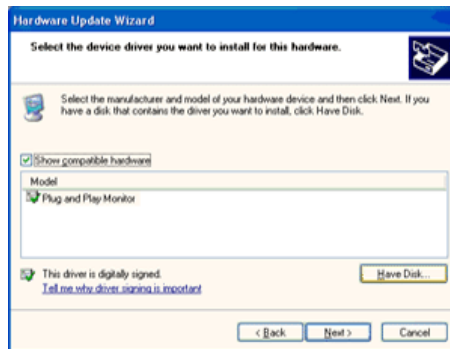 Hardware Update Wizard
Select the device driver you want to install for this hardware.
Select the manufacturer and model of your hardware device and then click Next. If you
have a disk that contains the driver you want to install, click Have Disk.
Show compatible hardware
Model
Plug and Play Monitor
This driver is digitally signed.
Have Disk...
Tell me why driver signing is important
< Back
Next >
Cancel